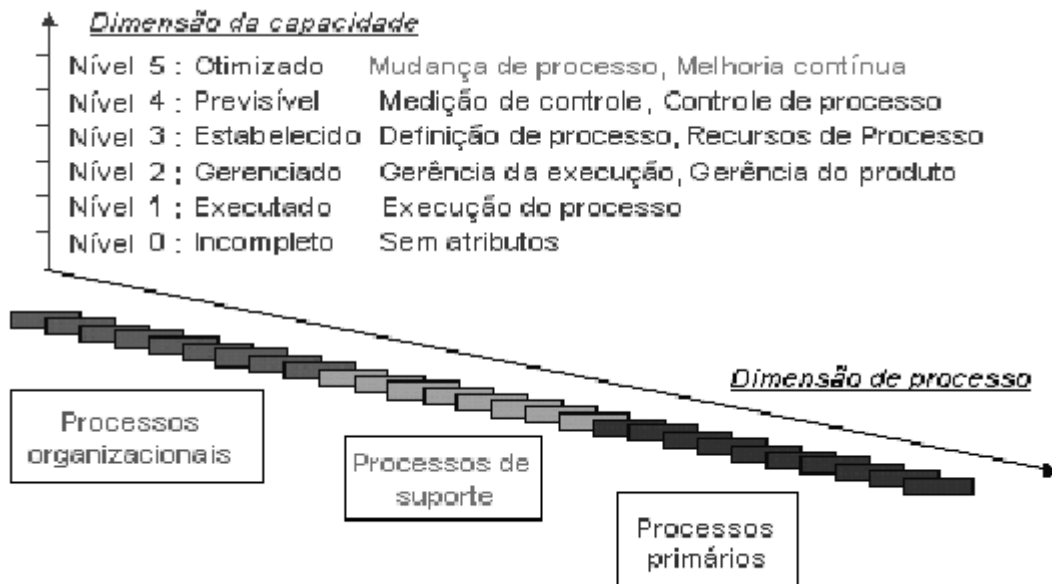 Dimensão da capacidade
Nível 5 : Otimizado Mudança de processo, Melhoria contínua
Nível 4 : Previsível Medição de controle, Controle de processo
Nível 3 : Estabelecido Definição de processo, Recursos de Processo
Nível 2 : Gerenciado Gerência da execução, Gerência do produto
Nível 1 : Executado Execução do processo
Nível 0 : Incompleto Sem atributos
Dimensão de processo
Processos
organizacionais
Processos de
suporte
Processos
primários